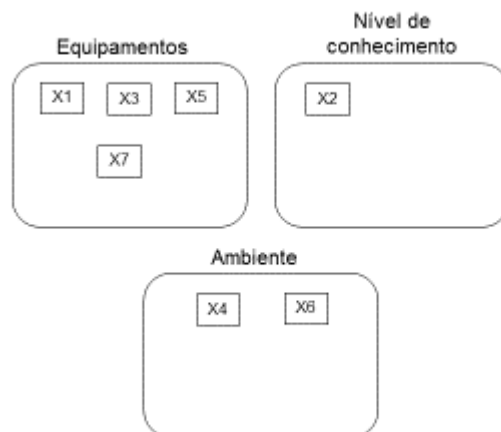 Equipamentos
X1 X3 X5
X7
Nível de
conhecimento
X2
Ambiente
X4 X6